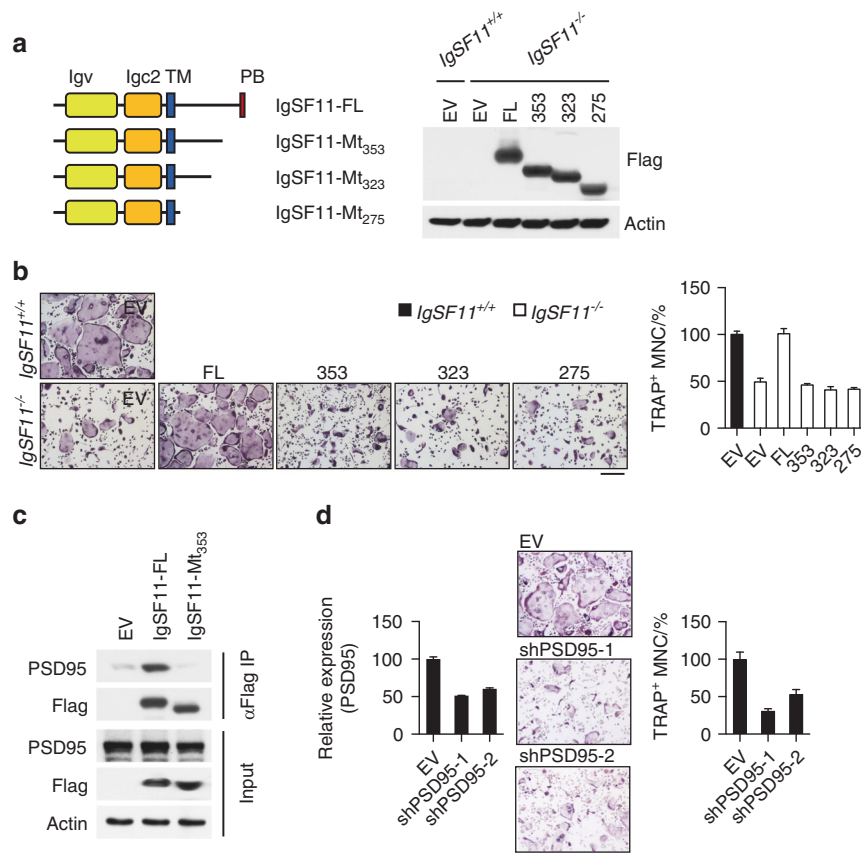 a
Igv Igc2 TM PB
IgSF11-FL
IgSF11-Mt353
IgSF11-Mt323
IgSF11-Mt275
IgSF11+/+ IgSF11-/-
EV EV FL 353 323 275
Flag
Actin
b
IgSF11+/+
EV
IgSF11+/+ IgSF11-/-
FL 353 323 275
IgSF11-/-
EV
TRAP+ MNC/%
150
100
50
0
EV EV FL 353 323 275
c
EV IgSF11-FL IgSF11-Mt353
PSD95
Flag
αFlag IP
PSD95
Flag
Actin
Input
d
Relative expression
(PSD95)
150
100
50
0
EV shPSD95-1 shPSD95-2
EV
shPSD95-1
shPSD95-2
TRAP+ MNC/%
150
100
50
0
EV shPSD95-1 shPSD95-2